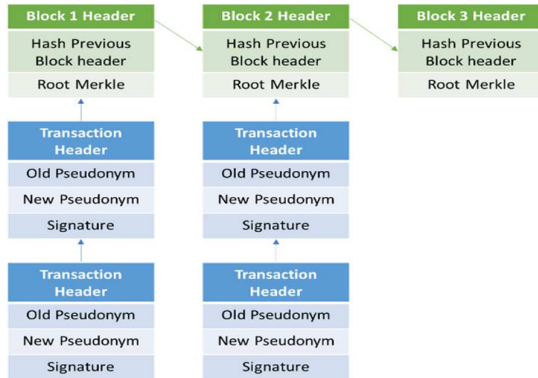 Block 1 Header
Hash Previous
Block header
Root Merkle
Transaction
Header
Old Pseudonym
New Pseudonym
Signature
Transaction
Header
Old Pseudonym
New Pseudonym
Signature
Block 2 Header
Hash Previous
Block header
Root Merkle
Transaction
Header
Old Pseudonym
New Pseudonym
Signature
Transaction
Header
Old Pseudonym
New Pseudonym
Signature
Block 3 Header
Hash Previous
Block header
Root Merkle